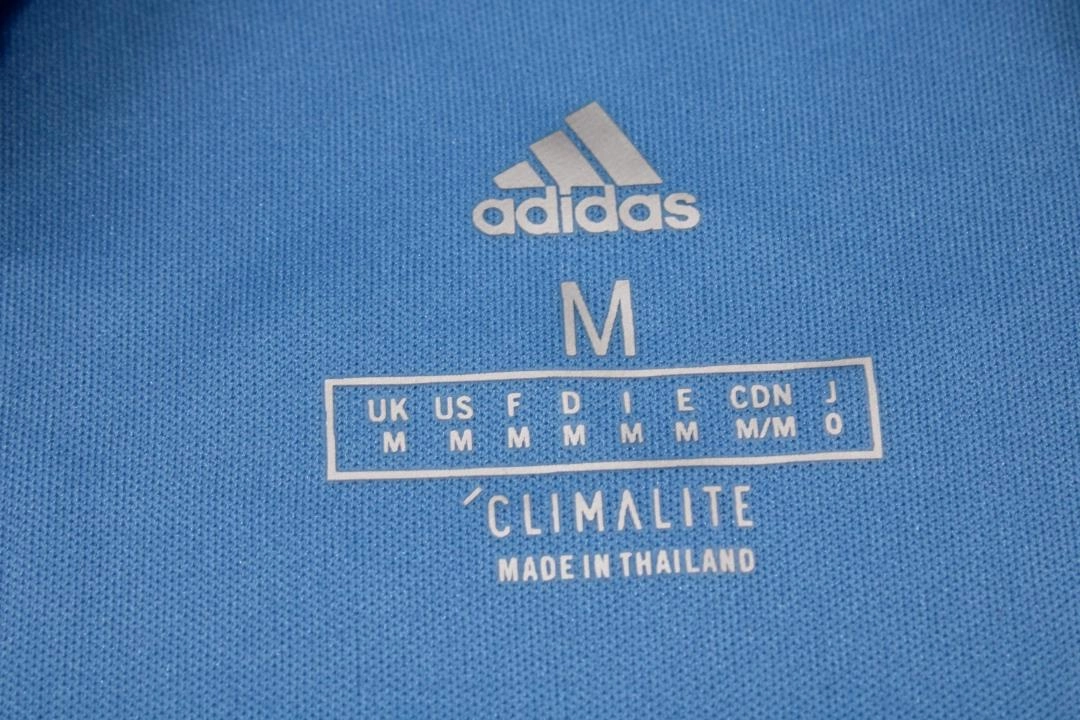 adidas
M
UK US F D I E CDN J
M M M M M M M/M O
´CLIMALITE
MADE IN THAILAND